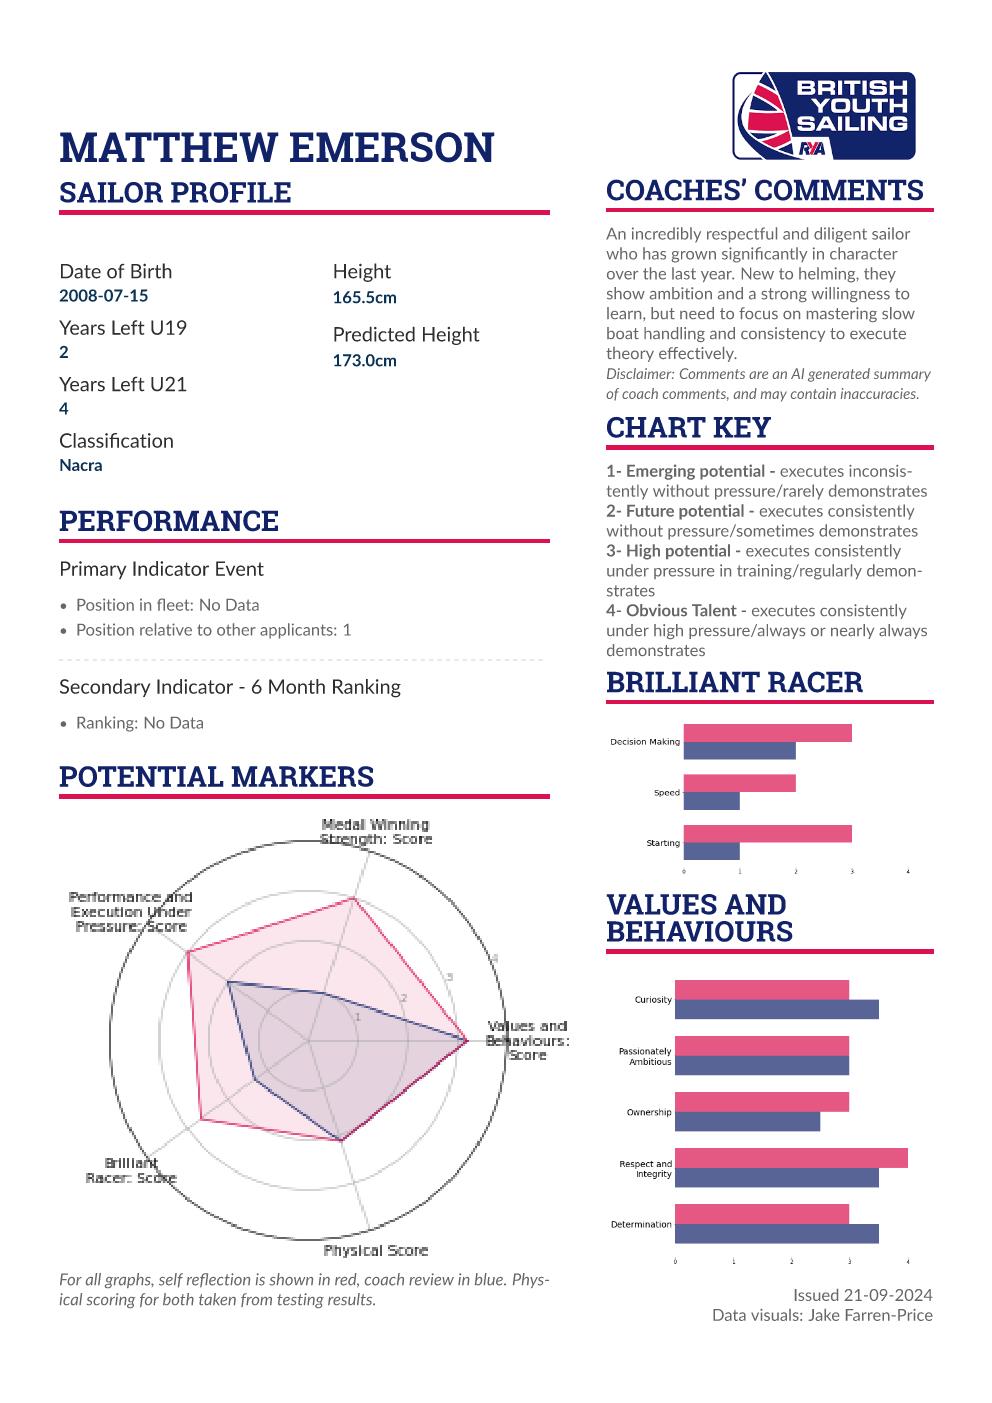 BRITISH
YOUTH
SAILING
RYA
MATTHEW EMERSON
SAILOR PROFILE
Date of Birth
2008-07-15
Years Left U19
2
Years Left U21
4
Classification
Nacra
Height
165.5cm
Predicted Height
173.0cm
PERFORMANCE
Primary Indicator Event
• Position in fleet: No Data
• Position relative to other applicants: 1
Secondary Indicator - 6 Month Ranking
• Ranking: No Data
POTENTIAL MARKERS
Medal Winning
Strength: Score
Performance and
Execution Under
Pressure: Score
4
3
2
1
Values and
Behaviours:
Score
Brilliant
Racer: Score
Physical Score
For all graphs, self reflection is shown in red, coach review in blue. Phys-
ical scoring for both taken from testing results.
COACHES’ COMMENTS
An incredibly respectful and diligent sailor
who has grown significantly in character
over the last year. New to helming, they
show ambition and a strong willingness to
learn, but need to focus on mastering slow
boat handling and consistency to execute
theory effectively.
Disclaimer: Comments are an AI generated summary
of coach comments, and may contain inaccuracies.
CHART KEY
1- Emerging potential - executes inconsis-
tently without pressure/rarely demonstrates
2- Future potential - executes consistently
without pressure/sometimes demonstrates
3- High potential - executes consistently
under pressure in training/regularly demon-
strates
4- Obvious Talent - executes consistently
under high pressure/always or nearly always
demonstrates
BRILLIANT RACER
Decision Making
Speed
Starting
0 1 2 3 4
VALUES AND
BEHAVIOURS
Curiosity
Passionately
Ambitious
Ownership
Respect and
Integrity
Determination
0 1 2 3 4
Issued 21-09-2024
Data visuals: Jake Farren-Price